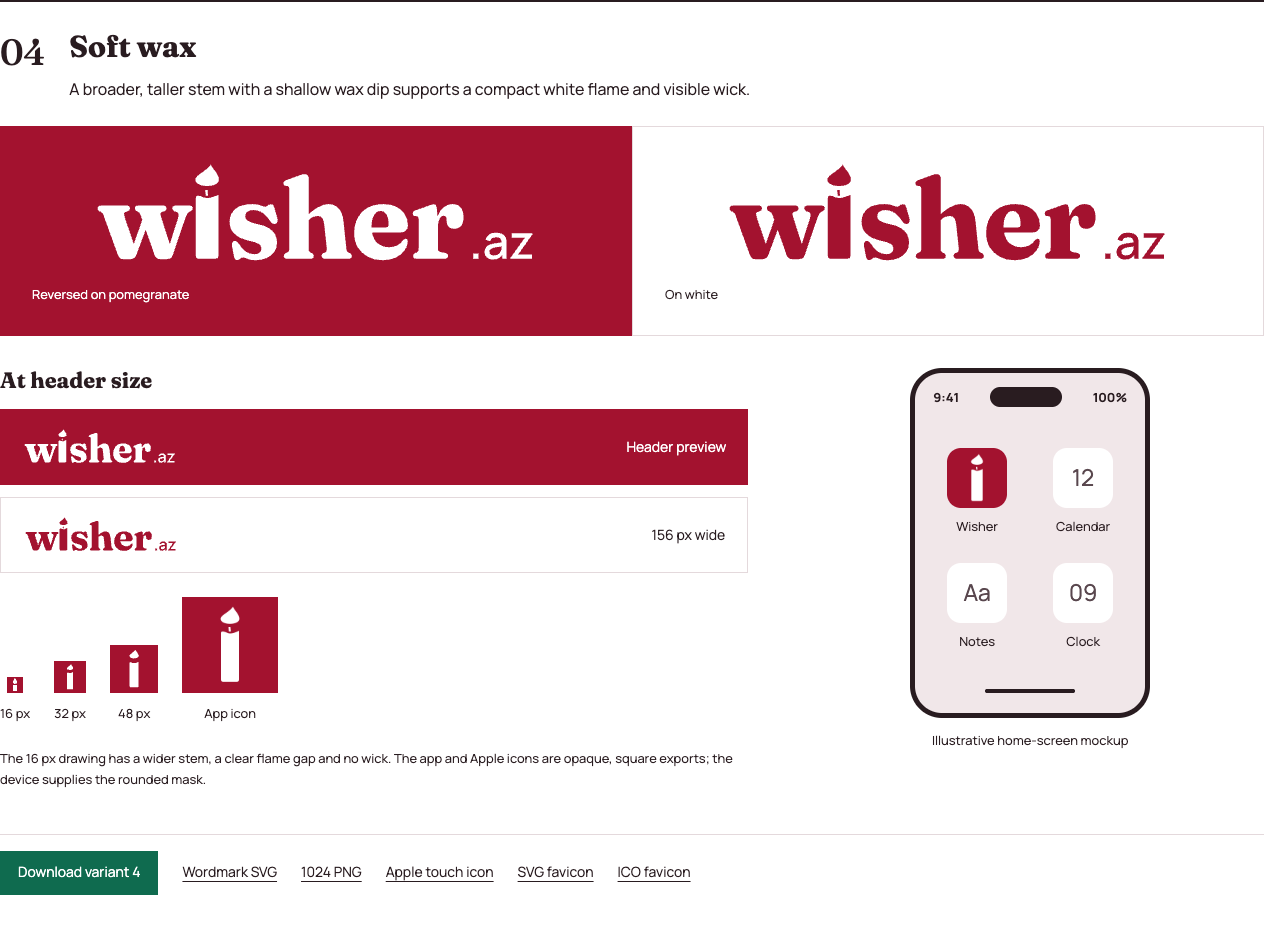 04
Soft wax
A broader, taller stem with a shallow wax dip supports a compact white flame and visible wick.
wisher.az
Reversed on pomegranate
wisher.az
On white
At header size
wisher.az
Header preview
wisher.az
156 px wide
16 px
32 px
48 px
App icon
The 16 px drawing has a wider stem, a clear flame gap and no wick. The app and Apple icons are opaque, square exports; the
device supplies the rounded mask.
9:41
100%
i
12
Wisher
Calendar
Aa
09
Notes
Clock
Illustrative home-screen mockup
Download variant 4
Wordmark SVG
1024 PNG
Apple touch icon
SVG favicon
ICO favicon